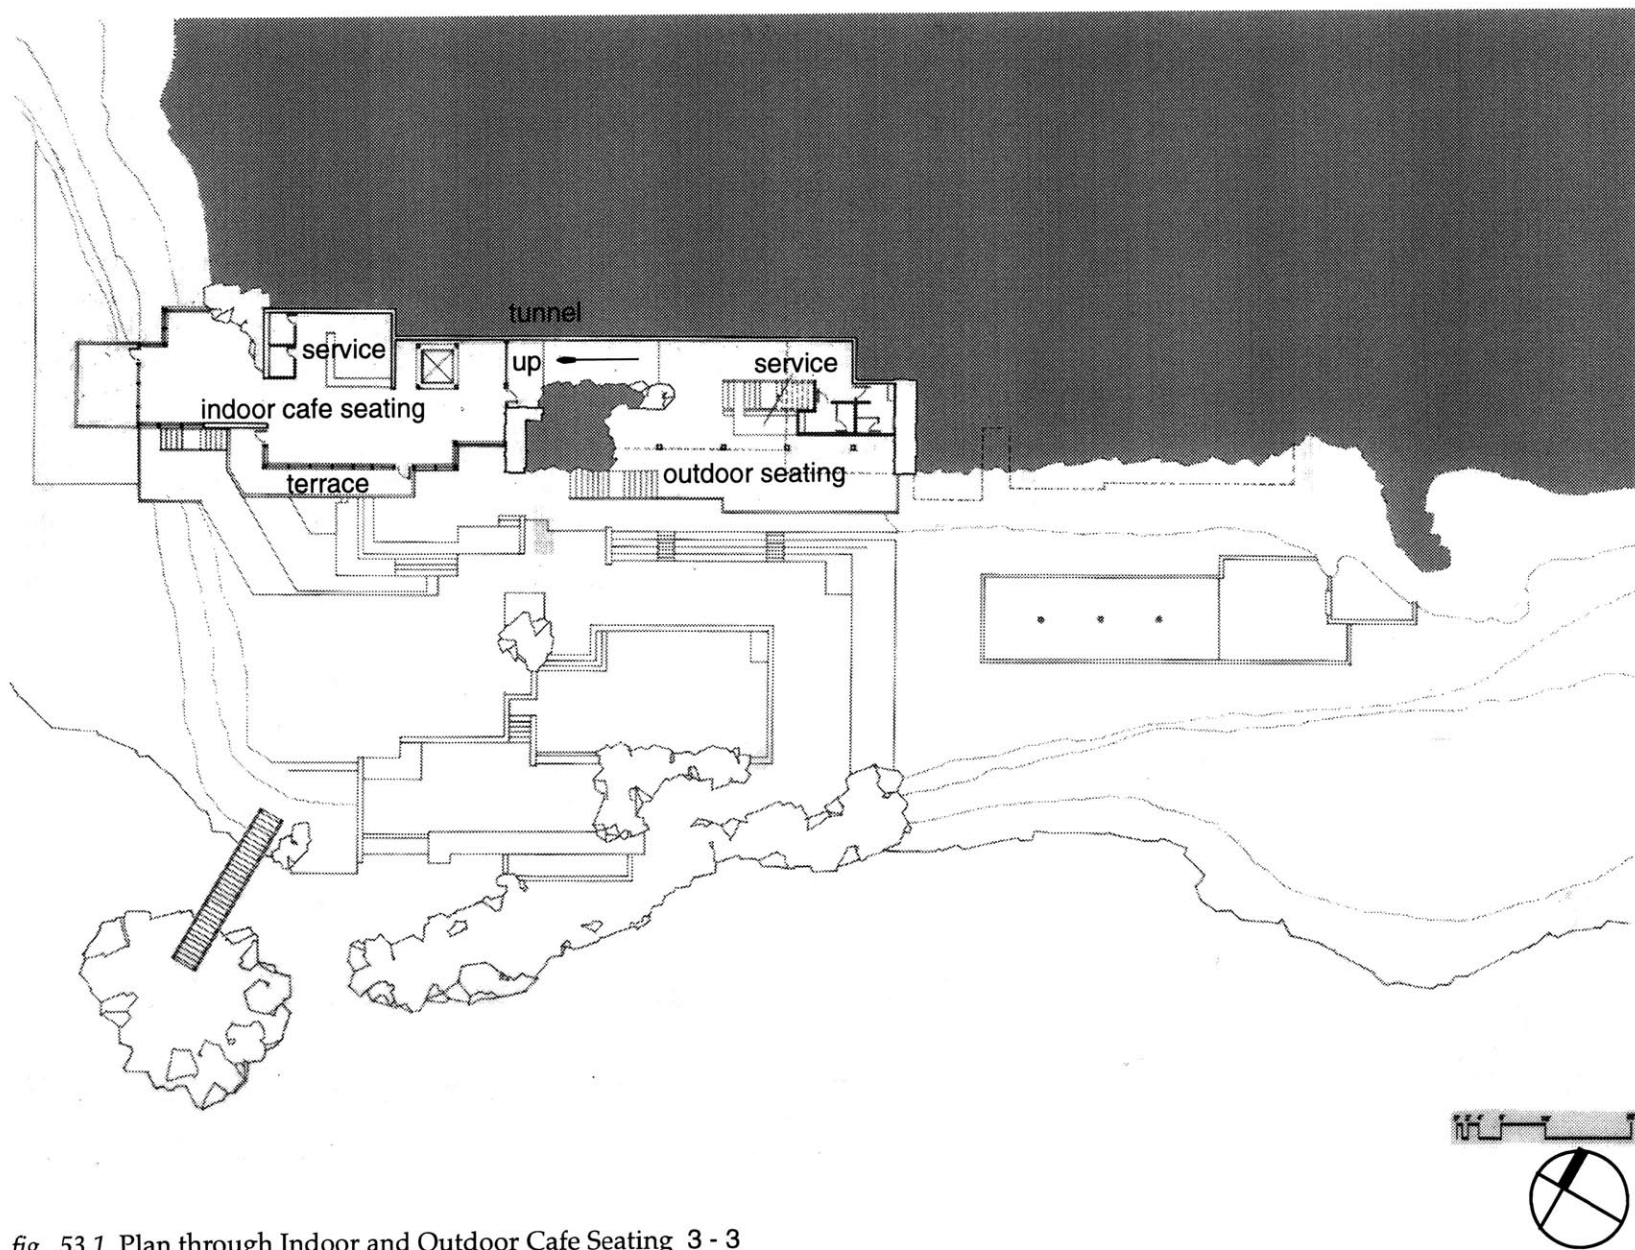 tunnel
service
up
service
indoor cafe seating
terrace
outdoor seating
fig. 53.1 Plan through Indoor and Outdoor Cafe Seating 3 - 3